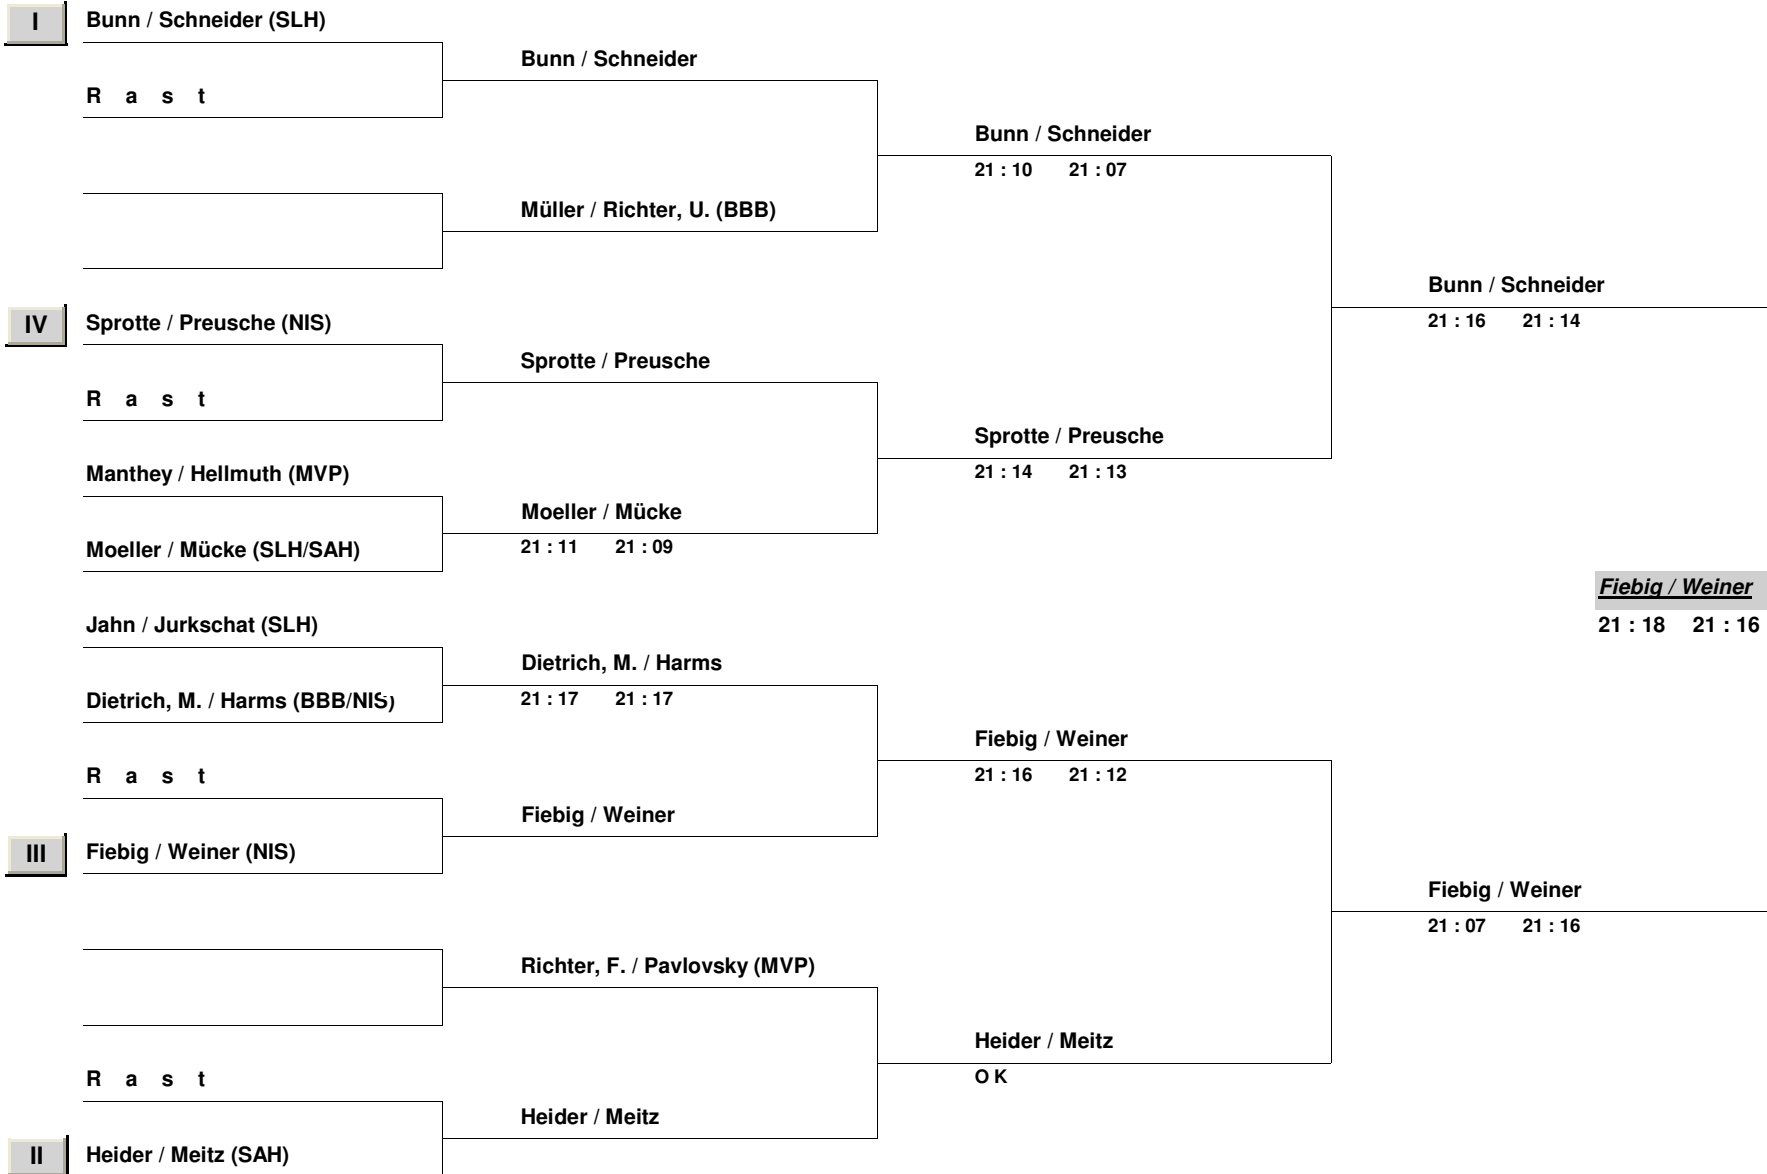 I Bunn / Schneider (SLH)
Bunn / Schneider
R a s t
Bunn / Schneider
21 : 10 21 : 07
Müller / Richter, U. (BBB)
Bunn / Schneider
21 : 16 21 : 14
IV Sprotte / Preusche (NIS)
Sprotte / Preusche
R a s t
Sprotte / Preusche
21 : 14 21 : 13
Manthey / Hellmuth (MVP)
Moeller / Mücke
21 : 11 21 : 09
Moeller / Mücke (SLH/SAH)
Fiebig / Weiner
21 : 18 21 : 16
Jahn / Jurkschat (SLH)
Dietrich, M. / Harms
21 : 17 21 : 17
Dietrich, M. / Harms (BBB/NIS)
Fiebig / Weiner
21 : 16 21 : 12
R a s t
Fiebig / Weiner
III Fiebig / Weiner (NIS)
Fiebig / Weiner
21 : 07 21 : 16
Richter, F. / Pavlovsky (MVP)
Heider / Meitz
O K
R a s t
Heider / Meitz
II Heider / Meitz (SAH)